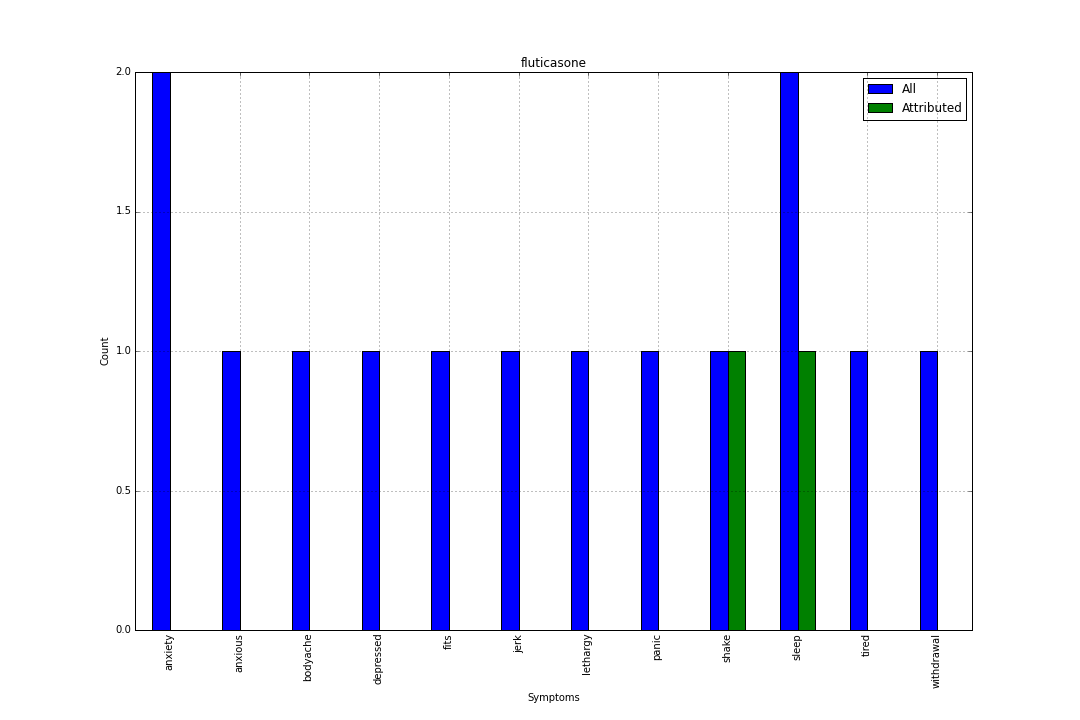 fluticasone
All
Attributed
2.0
1.5
1.0
0.5
0.0
Count
anxiety
anxious
bodyache
depressed
fits
jerk
lethargy
panic
shake
sleep
tired
withdrawal
Symptoms